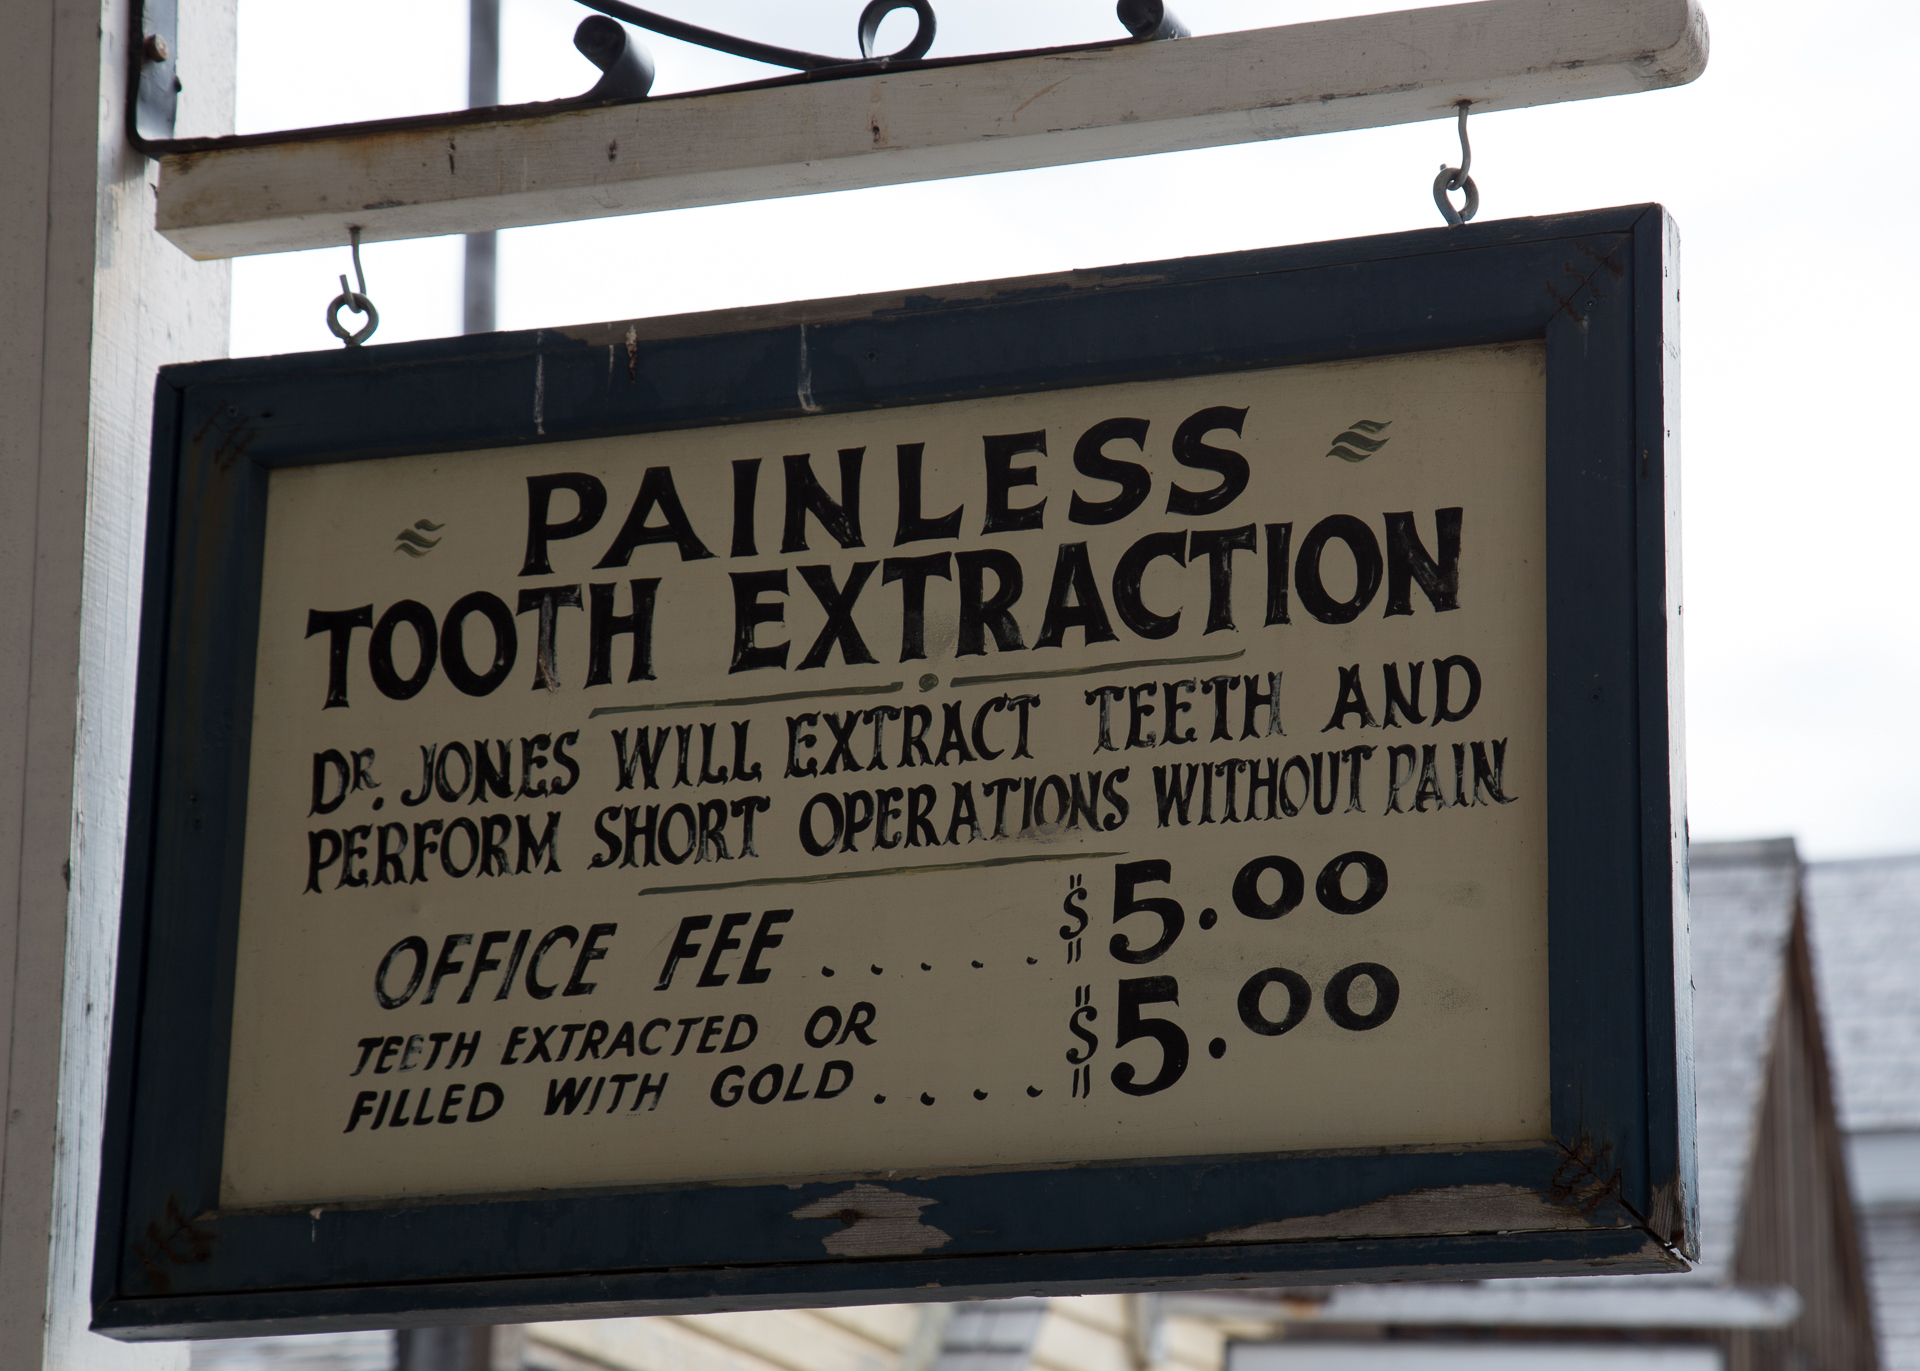 PAINLESS
TOOTH EXTRACTION
DR. JONES WILL EXTRACT TEETH AND
PERFORM SHORT OPERATIONS WITHOUT PAIN
OFFICE FEE ...... $5.00
TEETH EXTRACTED OR
FILLED WITH GOLD .... $5.00